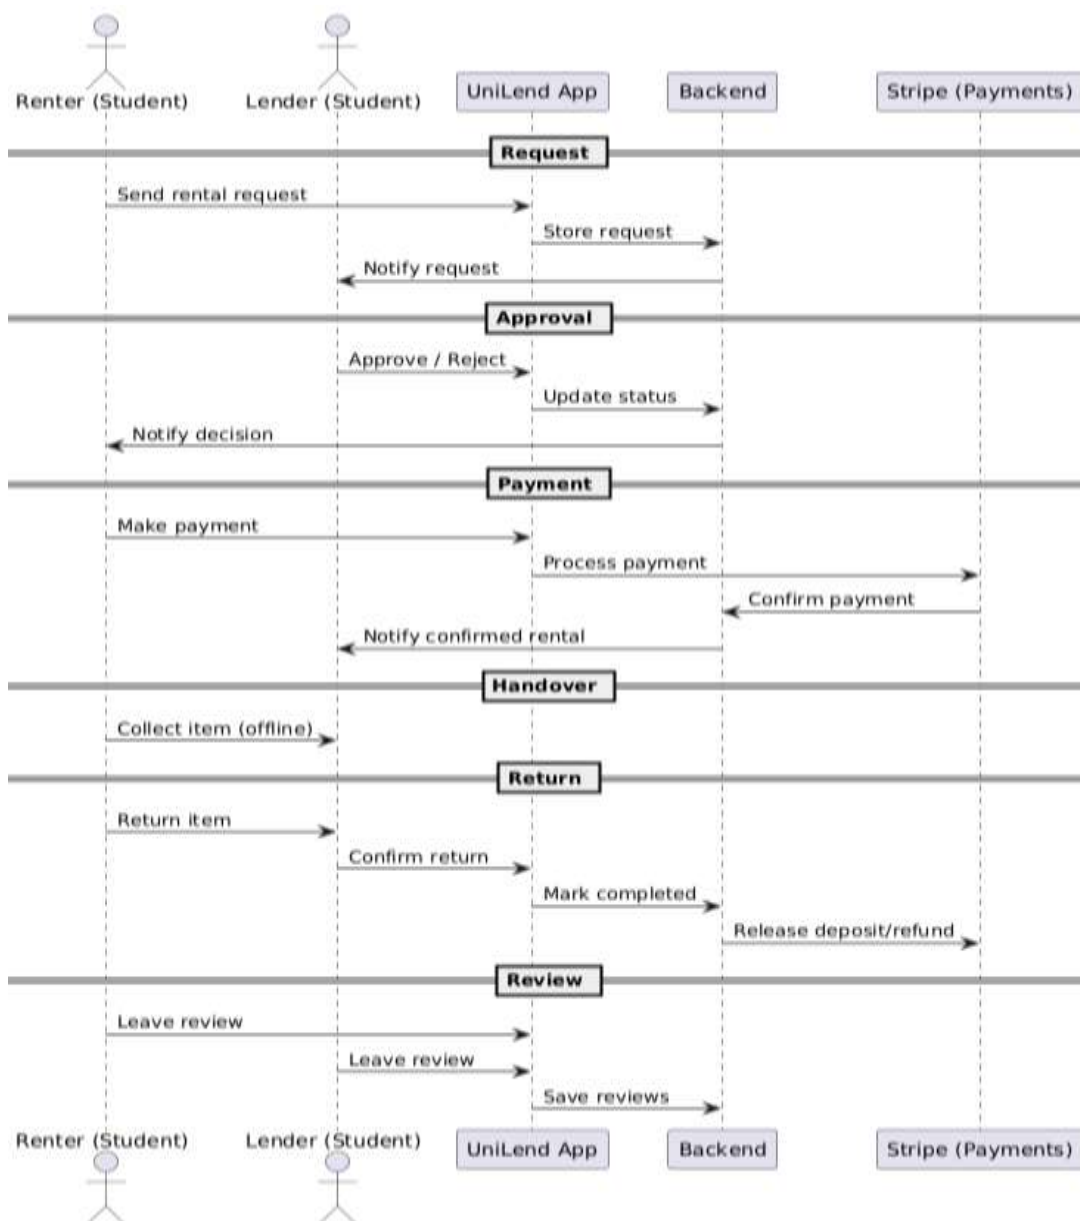 Renter (Student) Lender (Student) UniLend App Backend Stripe (Payments)
Request
Send rental request
Store request
Notify request
Approval
Approve / Reject
Update status
Notify decision
Payment
Make payment
Process payment
Confirm payment
Notify confirmed rental
Handover
Collect item (offline)
Return
Return item
Confirm return
Mark completed
Release deposit/refund
Review
Leave review
Leave review
Save reviews
Renter (Student) Lender (Student) UniLend App Backend Stripe (Payments)